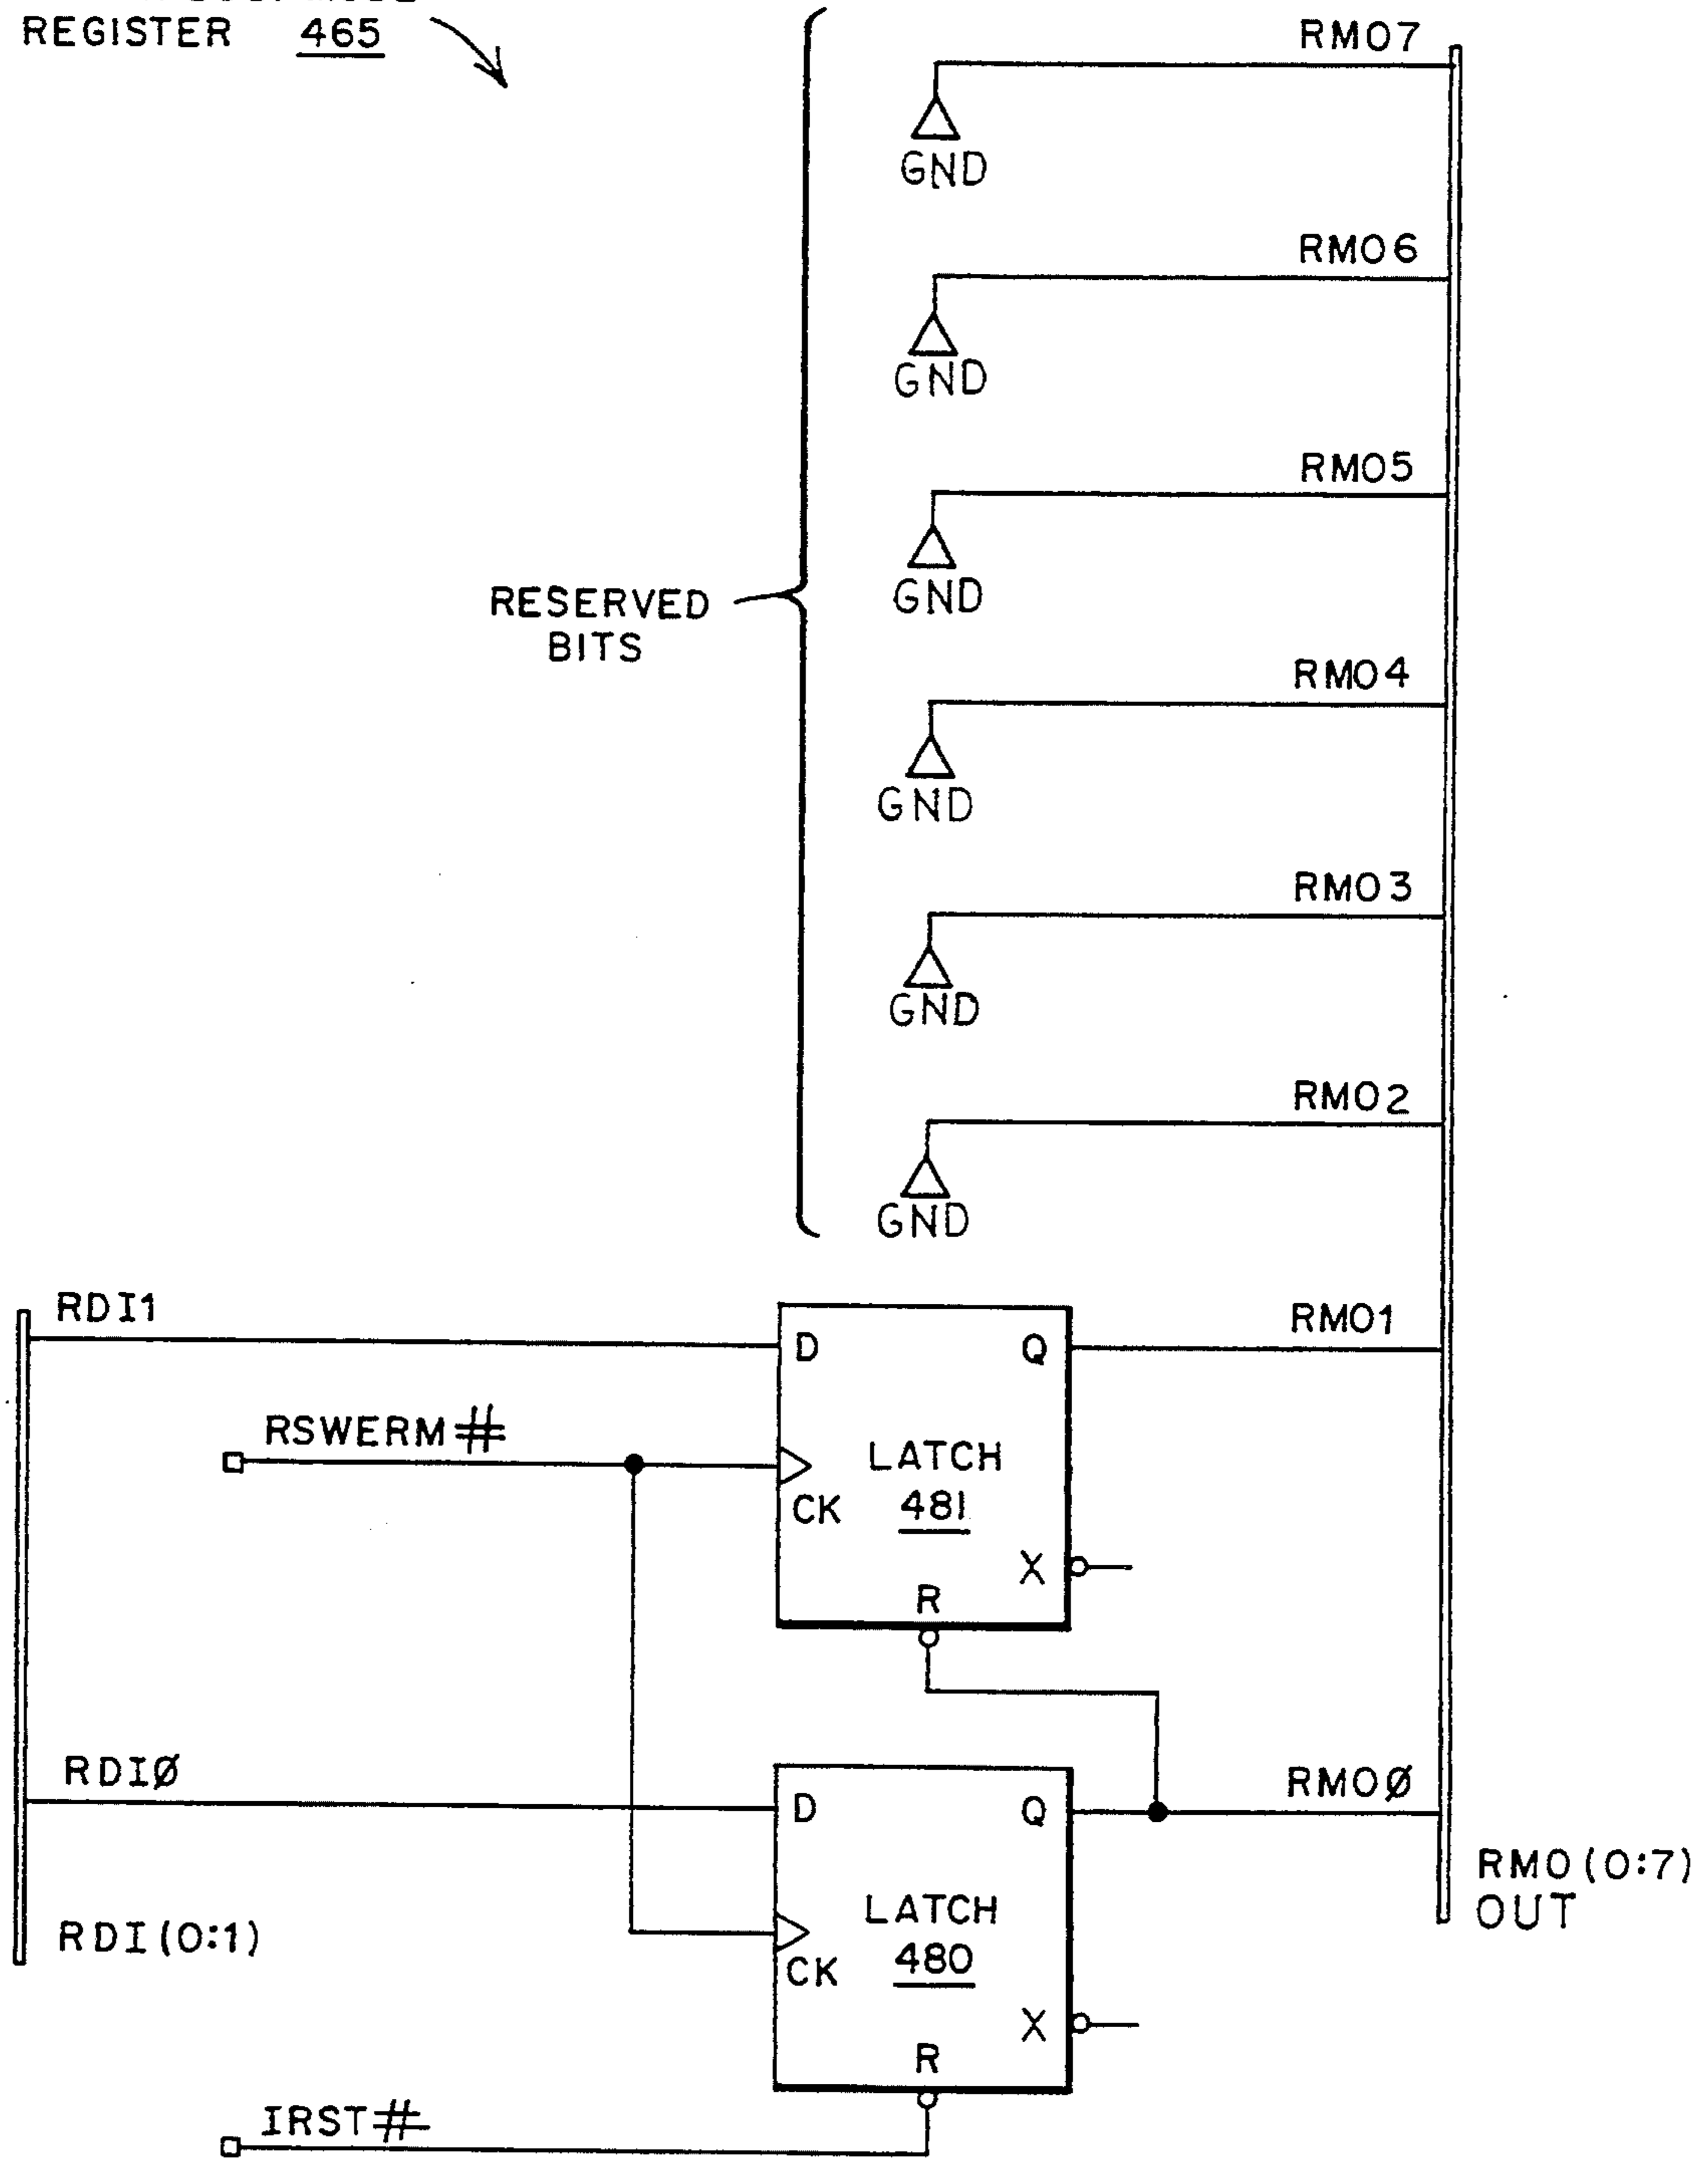 REGISTER 465
RMO7
GND
RMO6
GND
RMO5
GND
RESERVED
BITS
RMO4
GND
RMO3
GND
RMO2
GND
RDI1
D
Q
RMO1
RSWERM#
CK
LATCH
481
X
R
RDIØ
D
Q
RMOØ
RMO(0:7)
OUT
RDI(0:1)
CK
LATCH
480
X
R
IRST#